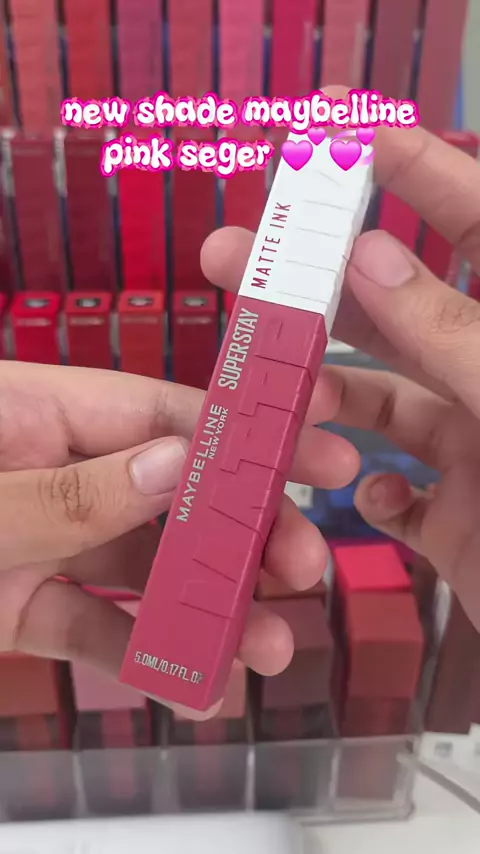 new shade maybelline
pink seger 💕💕
MATTE INK
SUPERSTAY
MAYBELLINE
NEW YORK
5.0ML/0.17 FL. OZ